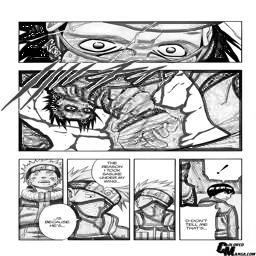 THE
REASON
I TOOK
SASUKE
UNDER MY
WING...
...IS
BECAUSE
HE'S...
D-DON'T
TELL ME
THAT'S...
!
COLORED
MANGA.COM